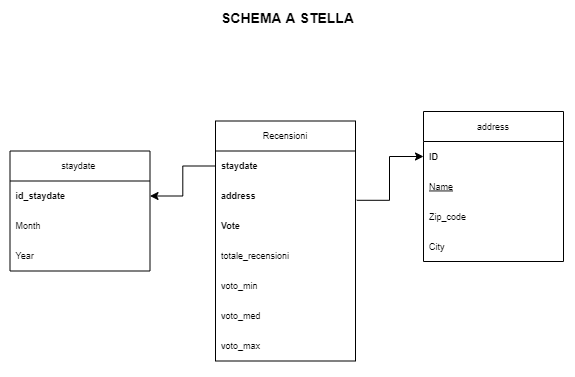 SCHEMA A STELLA
staydate
id_staydate
Month
Year
Recensioni
staydate
address
Vote
totale_recensioni
voto_min
voto_med
voto_max
address
ID
Name
Zip_code
City